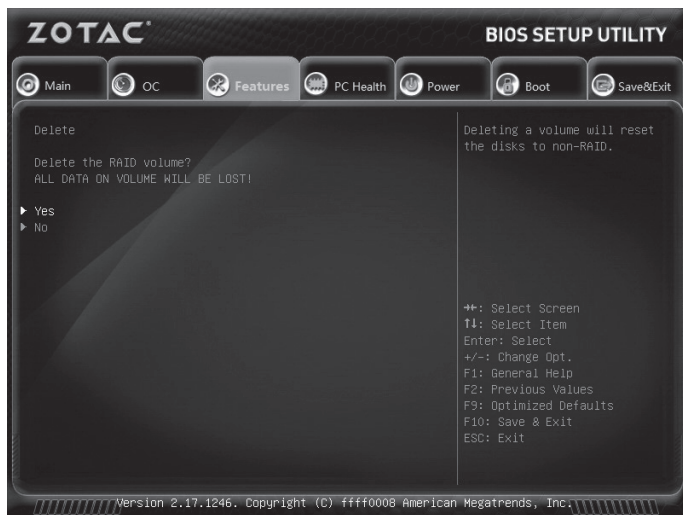 ZOTAC®
BIOS SETUP UTILITY
Main
OC
Features
PC Health
Power
Boot
Save&Exit
Delete
Delete the RAID volume?
ALL DATA ON VOLUME WILL BE LOST!
Yes
No
Deleting a volume will reset
the disks to non-RAID.
→←: Select Screen
↑↓: Select Item
Enter: Select
+/-: Change Opt.
F1: General Help
F2: Previous Values
F9: Optimized Defaults
F10: Save & Exit
ESC: Exit
Version 2.17.1246. Copyright (C) ffff0008 American Megatrends, Inc.